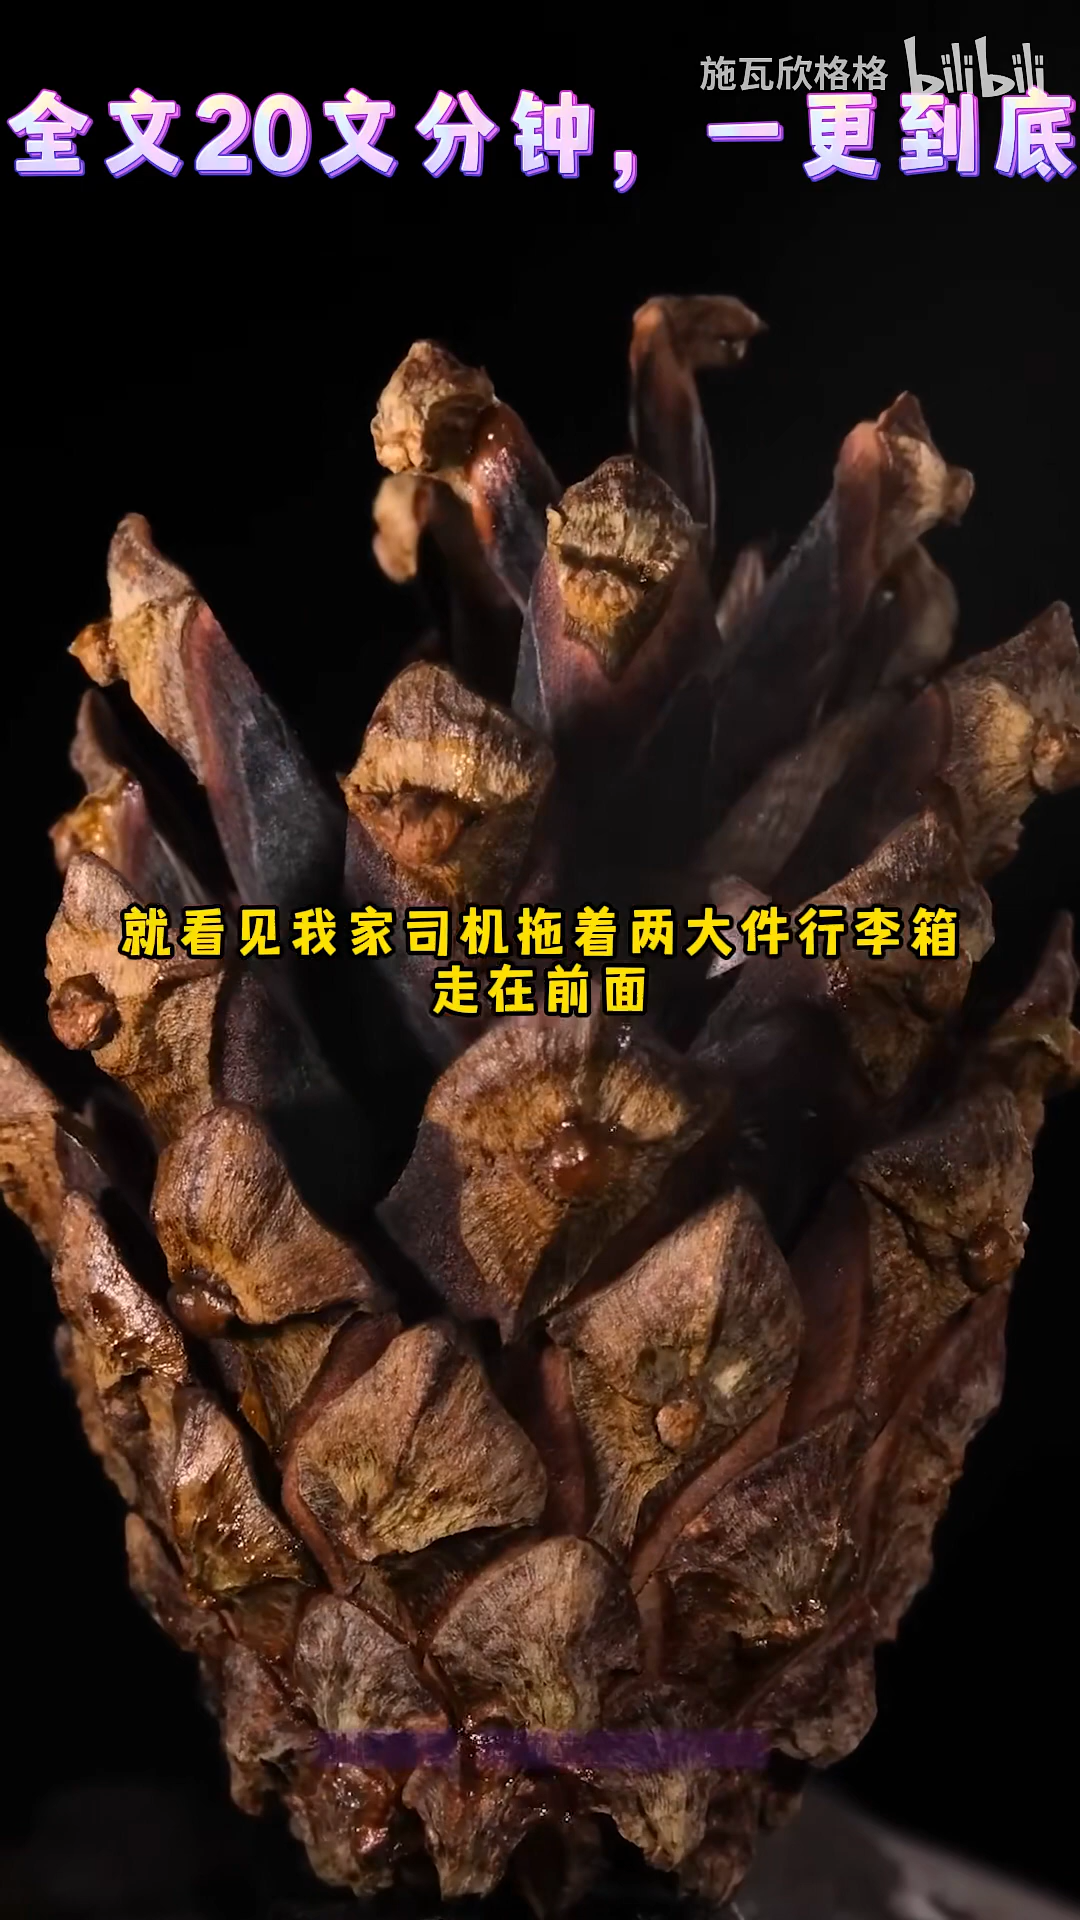 施瓦欣格格 bilibili
全文20文分钟，一更到底
就看见我家司机拖着两大件行李箱
走在前面